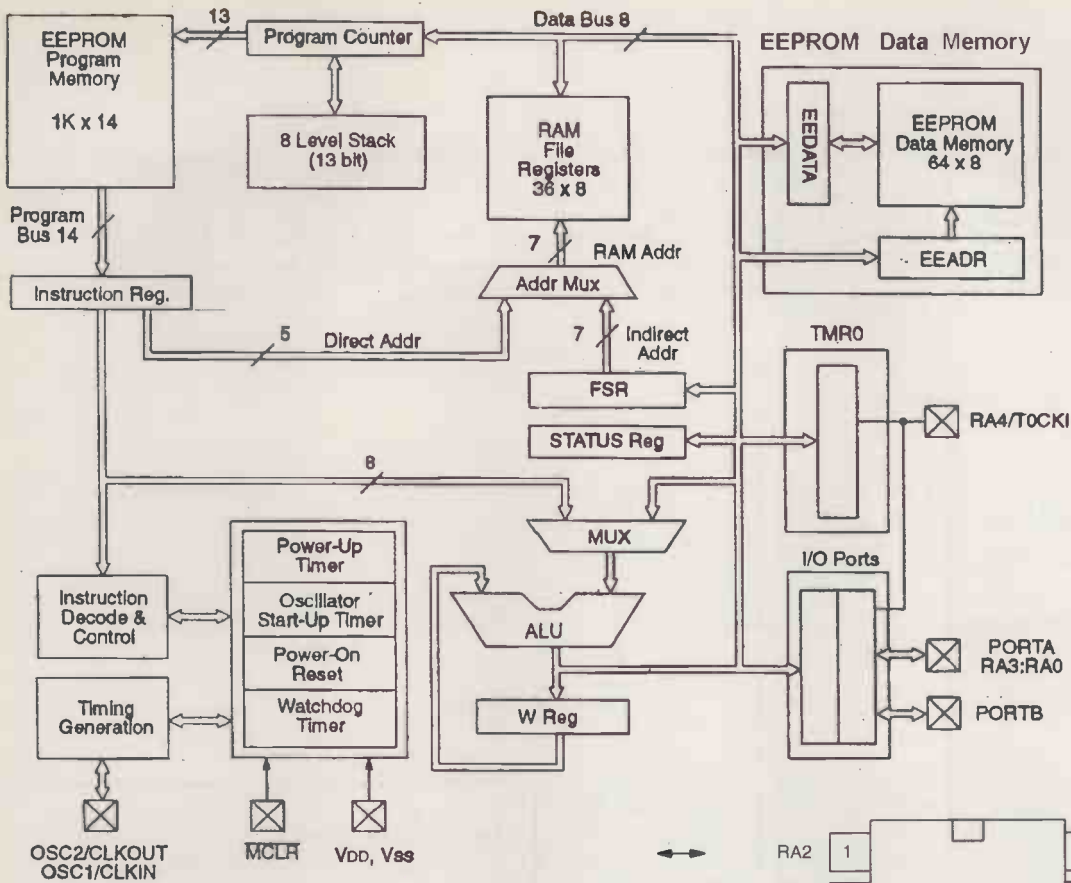 13
EEPROM
Program
Memory
1K x 14
Program Counter
Data Bus 8
EEPROM Data Memory
8 Level Stack
(13 bit)
RAM
File
Registers
36 x 8
EEDATA
EEPROM
Data Memory
64 x 8
EEADR
Program
Bus 14
7
RAM Addr
Addr Mux
Instruction Reg.
5
Direct Addr
7
Indirect
Addr
TMR0
FSR
RA4/T0CKI
STATUS Reg
8
MUX
Power-Up
Timer
Oscillator
Start-Up Timer
Power-On
Reset
Watchdog
Timer
Instruction
Decode &
Control
ALU
I/O Ports
PORTA
RA3:RA0
Timing
Generation
W Reg
PORTB
OSC2/CLKOUT
OSC1/CLKIN
MCLR
VDD, VSS
RA2
1